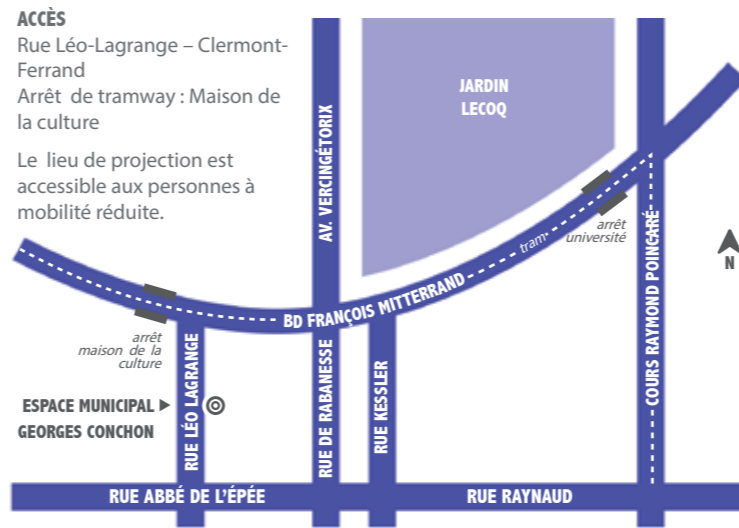 ACCÈS
Rue Léo-Lagrange – Clermont-
Ferrand
Arrêt de tramway : Maison de
la culture
Le lieu de projection est
accessible aux personnes à
mobilité réduite.
AV. VERCINGÉTORIX
JARDIN
LECOQ
arrêt
université
tram
N
BD FRANÇOIS MITTERRAND
COURS RAYMOND POINCARÉ
arrêt
maison de la
culture
RUE LÉO LAGRANGE
RUE DE RABANESSE
RUE KESSLER
ESPACE MUNICIPAL
GEORGES CONCHON
RUE ABBÉ DE L'ÉPÉE
RUE RAYNAUD